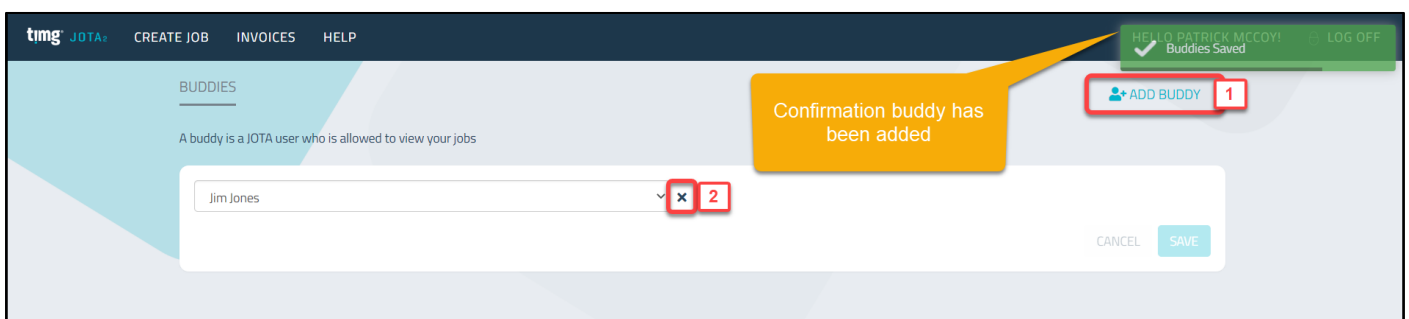 timg JOTA2 CREATE JOB INVOICES HELP HELLO PATRICK MCCOY! LOG OFF
Buddies Saved
BUDDIES
ADD BUDDY 1
Confirmation buddy has
been added
A buddy is a JOTA user who is allowed to view your jobs
Jim Jones 2
CANCEL SAVE